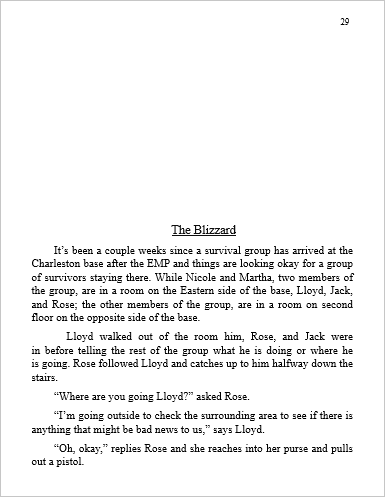 29
The Blizzard
It’s been a couple weeks since a survival group has arrived at the
Charleston base after the EMP and things are looking okay for a group
of survivors staying there. While Nicole and Martha, two members of
the group, are in a room on the Eastern side of the base, Lloyd, Jack,
and Rose; the other members of the group, are in a room on second
floor on the opposite side of the base.
Lloyd walked out of the room him, Rose, and Jack were
in before telling the rest of the group what he is doing or where he
is going. Rose followed Lloyd and catches up to him halfway down the
stairs.
“Where are you going Lloyd?” asked Rose.
“I’m going outside to check the surrounding area to see if there is
anything that might be bad news to us,” says Lloyd.
“Oh, okay,” replies Rose and she reaches into her purse and pulls
out a pistol.